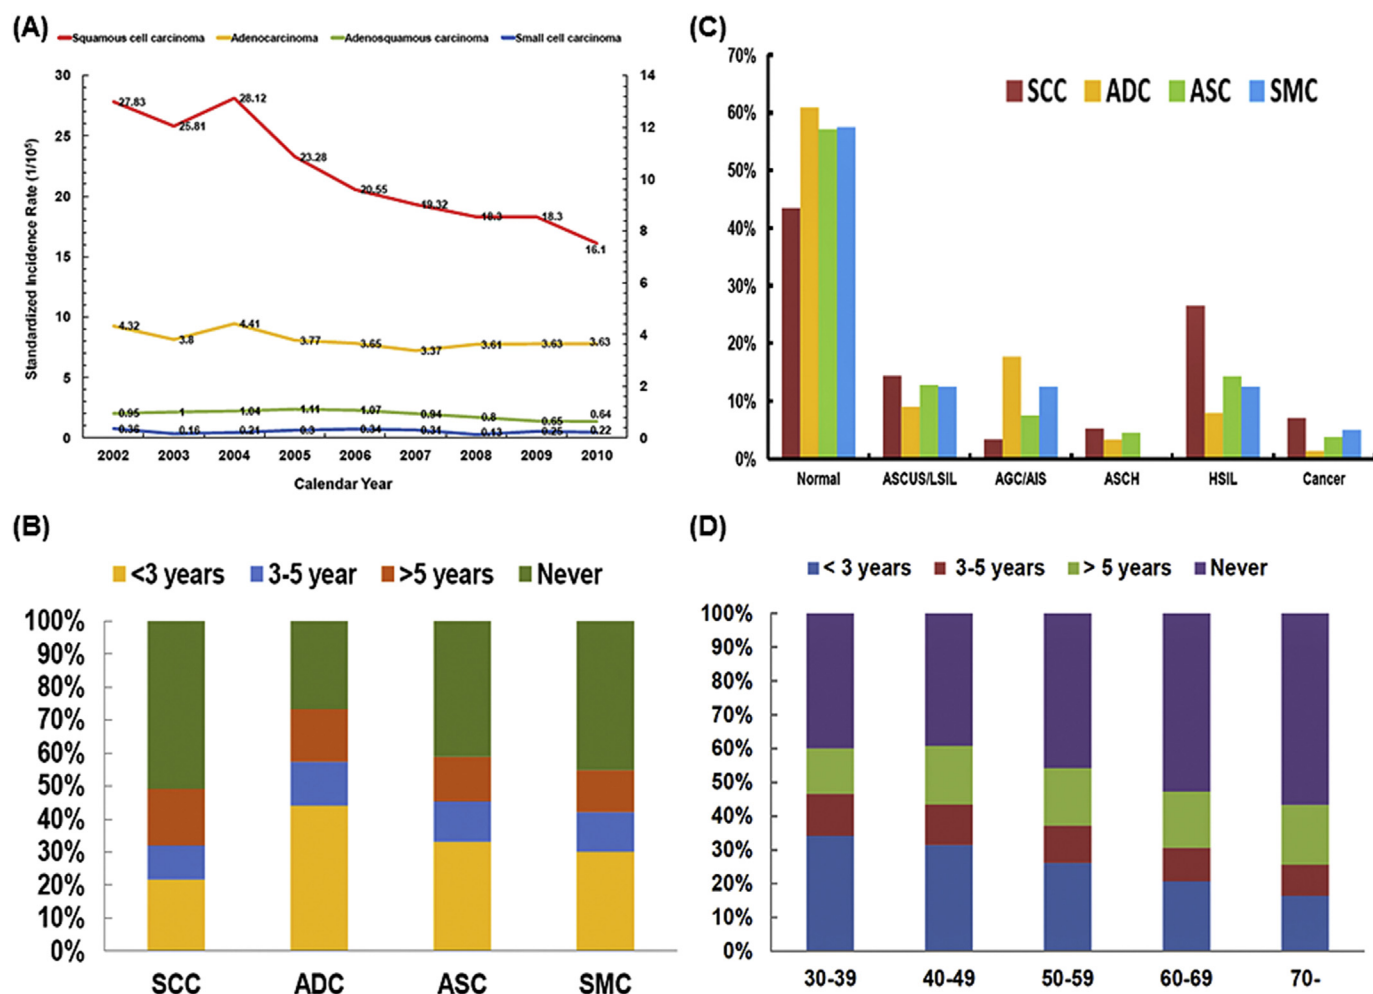 (A)
Squamous cell carcinoma Adenocarcinoma Adenosquamous carcinoma Small cell carcinoma
Standardized Incidence Rate (1/10⁵)
30 14
25 12
20 10
15 8
10 6
5 4
0 2
0
27.83 25.81 28.12 23.28 20.55 19.32 18.3 18.3 16.1
4.32 3.8 4.41 3.77 3.65 3.37 3.61 3.63 3.63
0.95 1 1.04 1.11 1.07 0.94 0.8 0.65 0.64
0.36 0.16 0.21 0.3 0.34 0.31 0.13 0.25 0.22
2002 2003 2004 2005 2006 2007 2008 2009 2010
Calendar Year
(C)
SCC ADC ASC SMC
70%
60%
50%
40%
30%
20%
10%
0%
Normal ASCUS/LSIL AGC/AIS ASCH HSIL Cancer
(B)
<3 years 3-5 year >5 years Never
100%
90%
80%
70%
60%
50%
40%
30%
20%
10%
0%
SCC ADC ASC SMC
(D)
< 3 years 3-5 years > 5 years Never
100%
90%
80%
70%
60%
50%
40%
30%
20%
10%
0%
30-39 40-49 50-59 60-69 70-